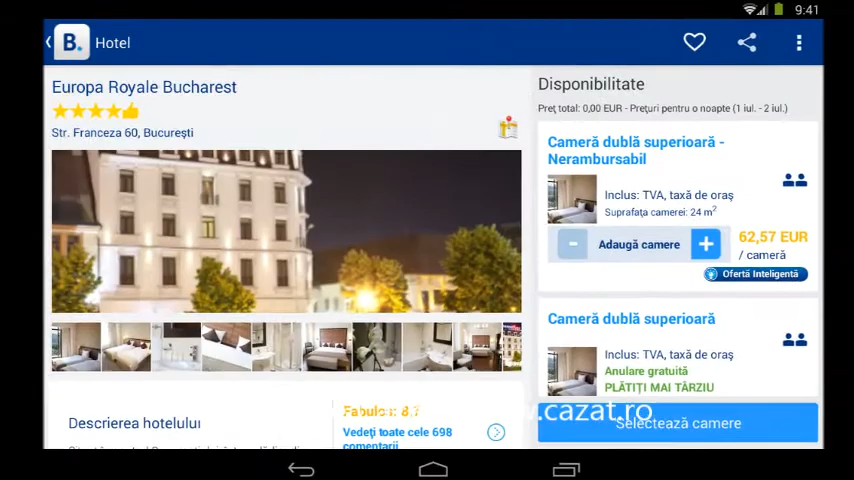 9:41
B. Hotel
Europa Royale Bucharest
Str. Franceza 60, București
Descrierea hotelului
Fabulos: 8,7
Vedeți toate cele 698
comentarii
Disponibilitate
Preț total: 0,00 EUR - Prețuri pentru o noapte (1 iul. - 2 iul.)
Cameră dublă superioară -
Nerambursabil
Inclus: TVA, taxă de oraș
Suprafața camerei: 24 m²
- Adaugă camere +
62,57 EUR
/ cameră
Ofertă Inteligentă
Cameră dublă superioară
Inclus: TVA, taxă de oraș
Anulare gratuită
PLĂTIȚI MAI TÂRZIU
.cazat.ro
Selectează camere